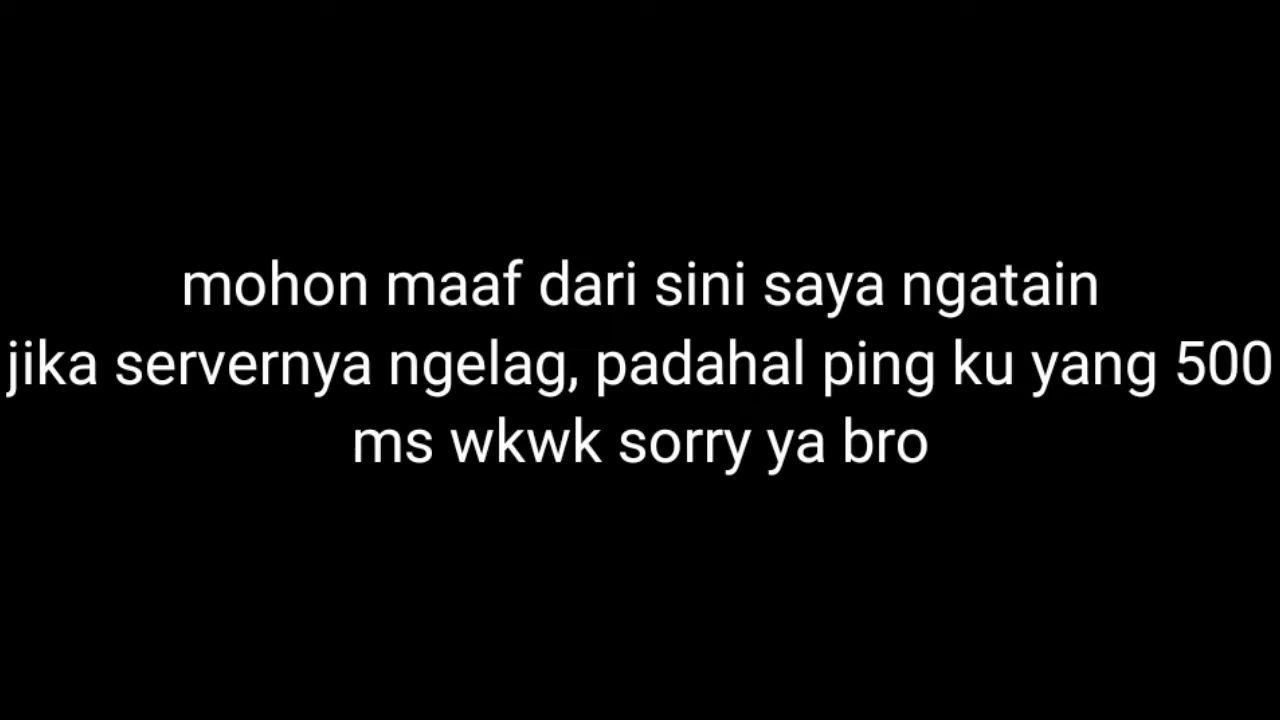 mohon maaf dari sini saya ngatain
jika servernya ngelag, padahal ping ku yang 500
ms wkwk sorry ya bro